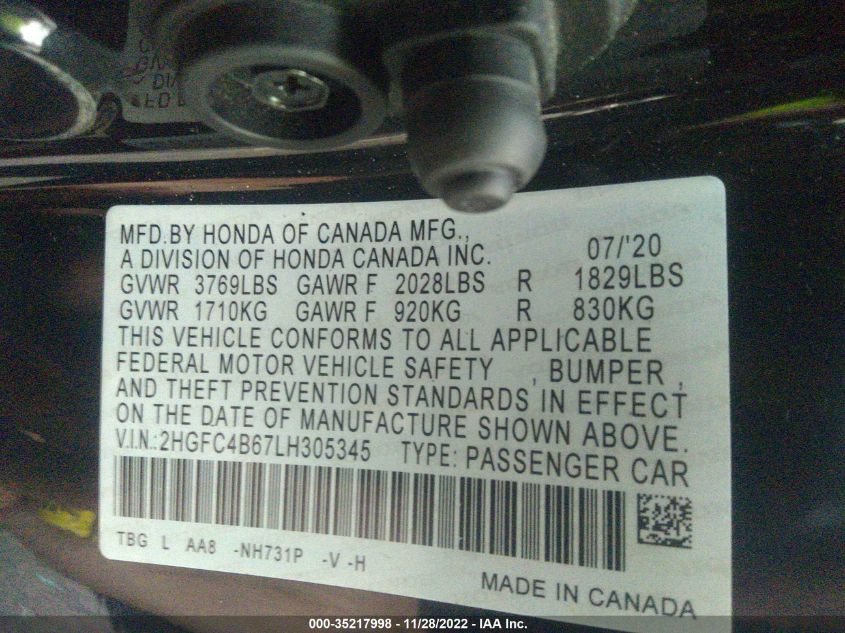 MFD.BY HONDA OF CANADA MFG.,
A DIVISION OF HONDA CANADA INC. 07/'20
GVWR 3769LBS GAWR F 2028LBS R 1829LBS
GVWR 1710KG GAWR F 920KG R 830KG
THIS VEHICLE CONFORMS TO ALL APPLICABLE
FEDERAL MOTOR VEHICLE SAFETY , BUMPER ,
AND THEFT PREVENTION STANDARDS IN EFFECT
ON THE DATE OF MANUFACTURE SHOWN ABOVE.
V.I.N.:2HGFC4B67LH305345 TYPE: PASSENGER CAR
TBG L AA8 -NH731P -V -H
MADE IN CANADA
000-35217998 - 11/28/2022 - IAA Inc.